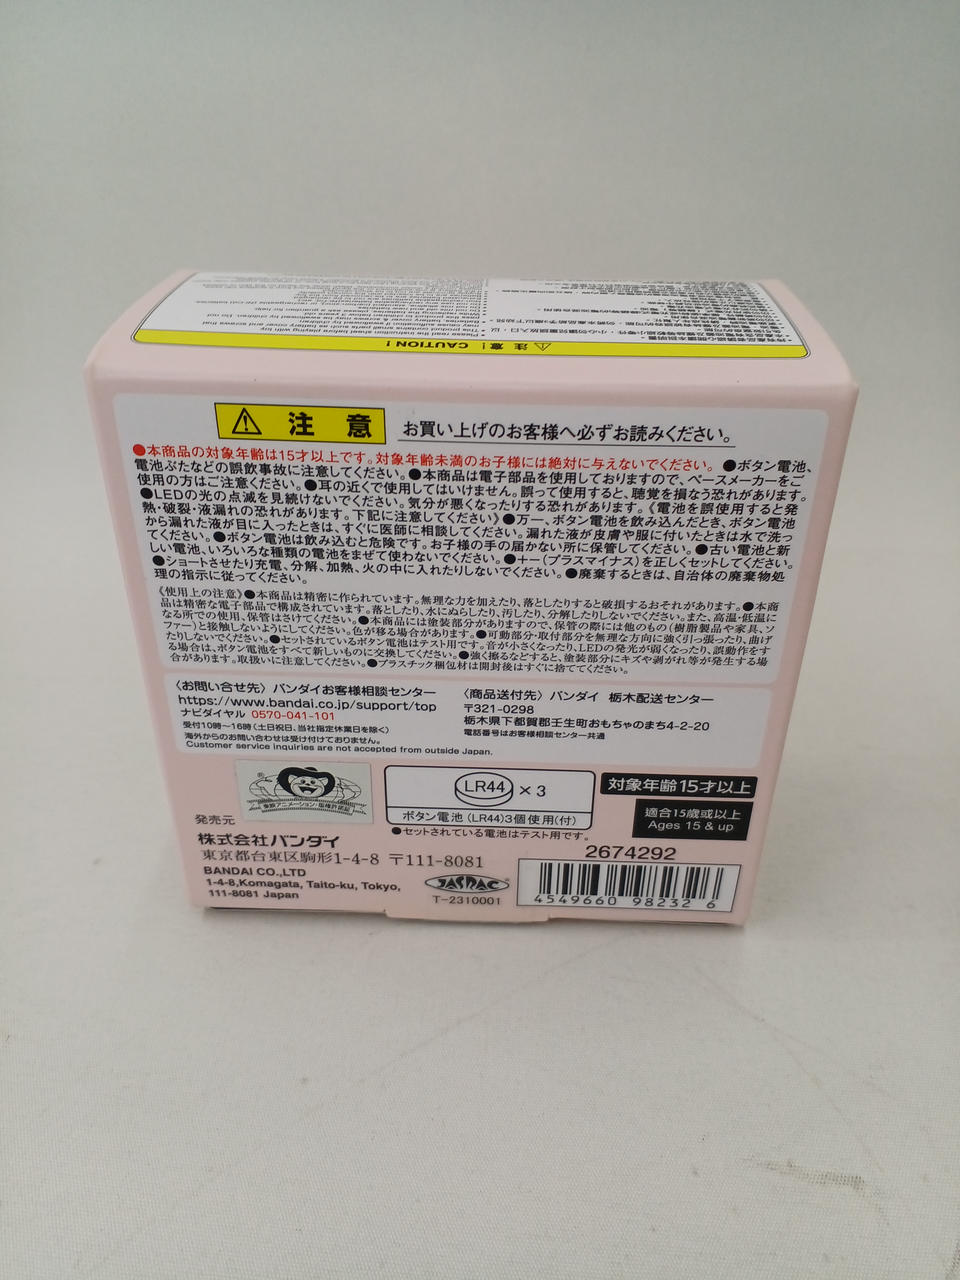 ⚠ 注意！ CAUTION！
⚠ 注 意
お買い上げのお客様へ必ずお読みください。
●本商品の対象年齢は15才以上です。対象年齢未満のお子様には絶対に与えないでください。 ●ボタン電池、
電池ぶたなどの誤飲事故に注意してください。●本商品は電子部品を使用しておりますので、ペースメーカーをご
使用の方はご注意ください。●耳の近くで使用してはいけません。誤って使用すると、聴覚を損なう恐れがあります。
●LEDの光の点滅を見続けないでください。気分が悪くなったりする恐れがあります。《電池を誤使用すると発
熱・破裂・液漏れの恐れがあります。下記に注意してください》●万一、ボタン電池を飲み込んだとき、ボタン電池
から漏れた液が目に入ったときは、すぐに医師に相談してください。漏れた液が皮膚や服に付いたときは水で洗っ
てください。●ボタン電池は飲み込むと危険です。お子様の手の届かない所に保管してください。●古い電池と新
しい電池、いろいろな種類の電池をまぜて使わないでください。●+−(プラスマイナス)を正しくセットしてください。
●ショートさせたり充電、分解、加熱、火の中に入れたりしないでください。●廃棄するときは、自治体の廃棄物処
理の指示に従ってください。
《使用上の注意》●本商品は精密に作られています。無理な力を加えたり、落としたりすると破損するおそれがあります。●本商
品は精密な電子部品で構成されています。落としたり、水にぬらしたり、汚したり、分解したりしないでください。また、高温・低温に
なる所での使用、保管はさけてください。●本商品には塗装部分がありますので、保管の際には他のもの(樹脂製品や家具、ソ
ファー)と接触しないようにしてください。色が移る場合があります。●可動部分・取付部分を無理な方向に強く引っ張ったり、曲げ
たりしないでください。●セットされているボタン電池はテスト用です。音が小さくなったり、LEDの発光が弱くなったり、誤動作をす
る場合は、ボタン電池をすべて新しいものに交換してください。●強く擦るなどすると、塗装部分にキズや剥がれ等が発生する場
合があります。取扱いに注意してください。●プラスチック梱包材は開封後はすぐに捨ててください。
〈お問い合せ先〉バンダイお客様相談センター
https://www.bandai.co.jp/support/top
ナビダイヤル 0570-041-101
受付10時〜16時(土日祝日、当社指定休業日を除く)
海外からのお問い合わせは受け付けておりません。
Customer service inquiries are not accepted from outside Japan.
〈商品送付先〉バンダイ 栃木配送センター
〒321-0298
栃木県下都賀郡壬生町おもちゃのまち4-2-20
電話番号はお客様相談センター共通
東映アニメーション・版権許諾証
LR44 × 3
ボタン電池(LR44)3個使用(付)
●セットされている電池はテスト用です。
対象年齢15才以上
適合15歳或以上
Ages 15 & up
発売元
株式会社バンダイ
東京都台東区駒形1-4-8 〒111-8081
BANDAI CO.,LTD
1-4-8,Komagata, Taito-ku, Tokyo,
111-8081 Japan
JASRAC
T-2310001
2674292
4549660 98232 6